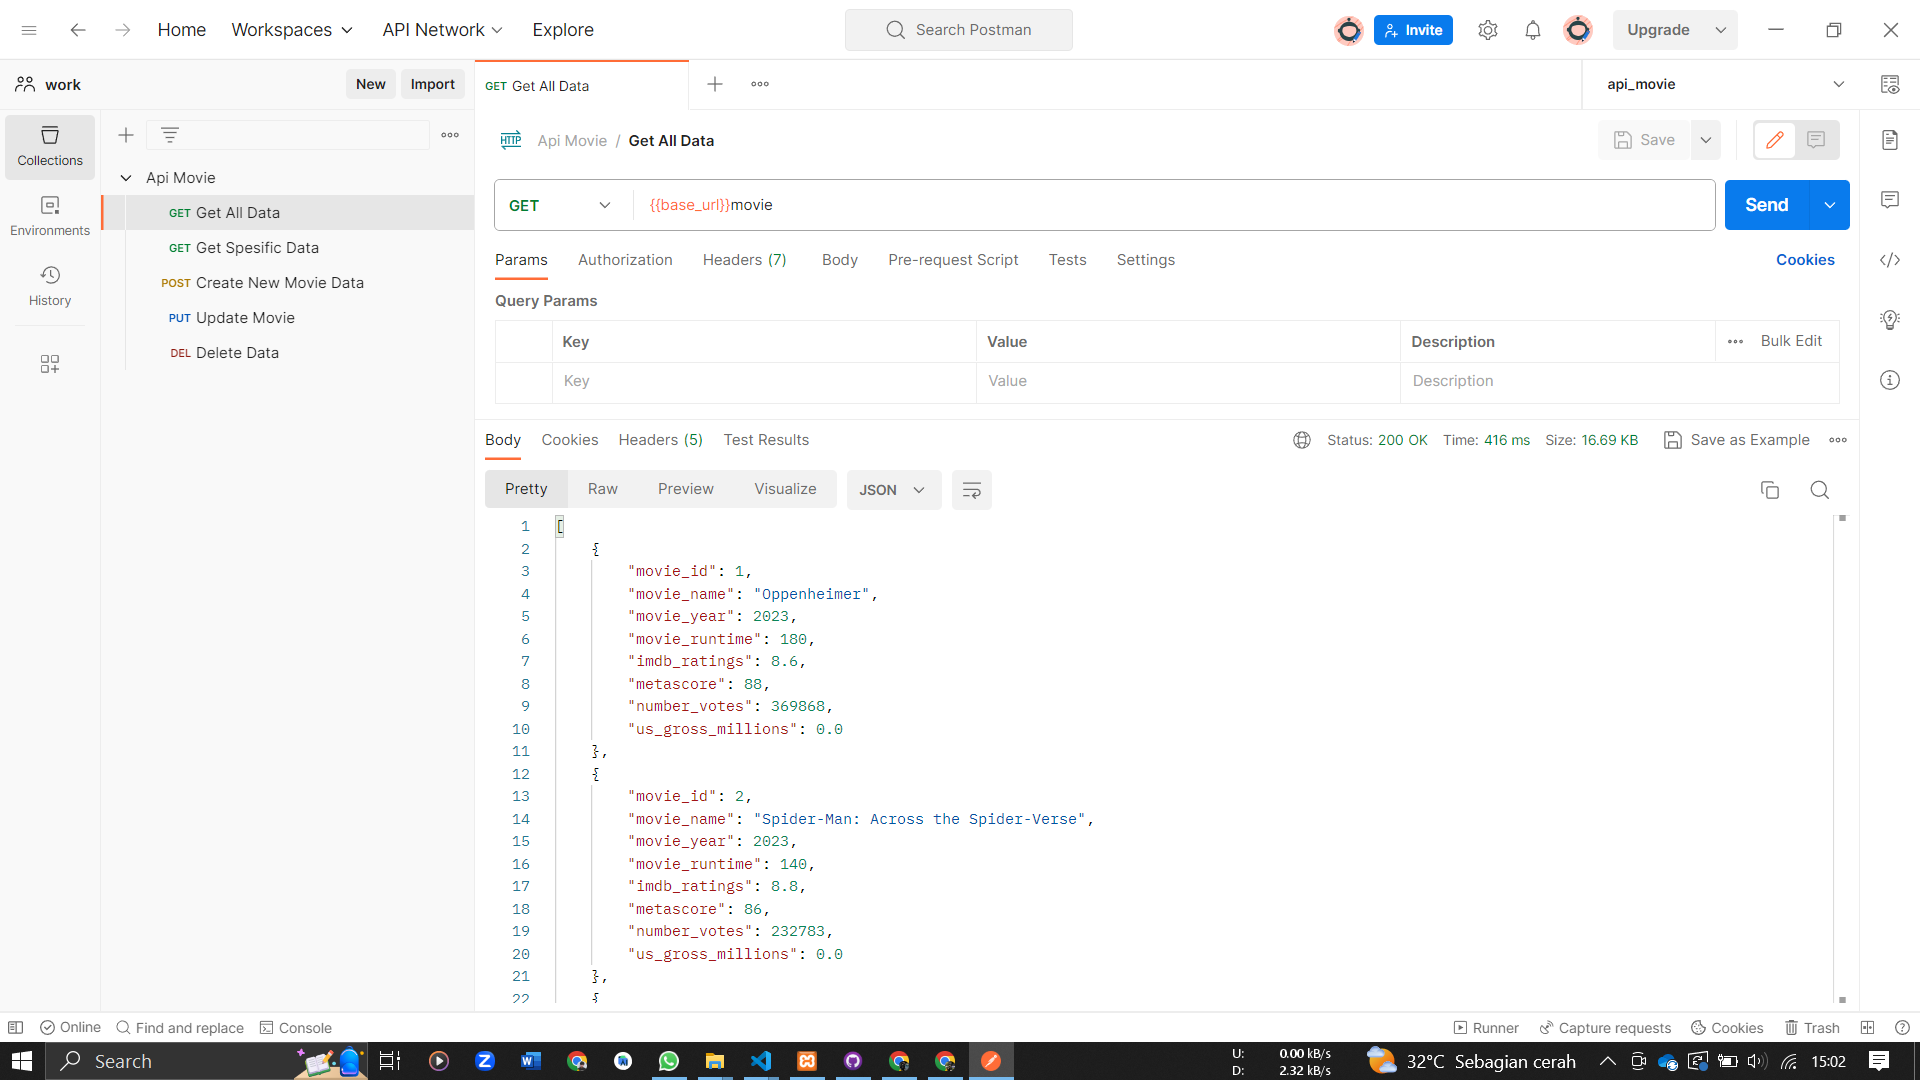 Home Workspaces API Network Explore Search Postman Invite Upgrade
work New Import GET Get All Data api_movie
Collections
Environments
History
Api Movie
GET Get All Data
GET Get Spesific Data
POST Create New Movie Data
PUT Update Movie
DEL Delete Data
HTTP Api Movie / Get All Data Save
GET {{base_url}}movie Send
Params Authorization Headers (7) Body Pre-request Script Tests Settings Cookies
Query Params
Key Value Description Bulk Edit
Key Value Description
Body Cookies Headers (5) Test Results Status: 200 OK Time: 416 ms Size: 16.69 KB Save as Example
Pretty Raw Preview Visualize JSON
1 [
2 {
3 "movie_id": 1,
4 "movie_name": "Oppenheimer",
5 "movie_year": 2023,
6 "movie_runtime": 180,
7 "imdb_ratings": 8.6,
8 "metascore": 88,
9 "number_votes": 369868,
10 "us_gross_millions": 0.0
11 },
12 {
13 "movie_id": 2,
14 "movie_name": "Spider-Man: Across the Spider-Verse",
15 "movie_year": 2023,
16 "movie_runtime": 140,
17 "imdb_ratings": 8.8,
18 "metascore": 86,
19 "number_votes": 232783,
20 "us_gross_millions": 0.0
21 },
22 {
Online Find and replace Console Runner Capture requests Cookies Trash
Search U: 0.00 kB/s 32°C Sebagian cerah 15:02
D: 2.32 kB/s